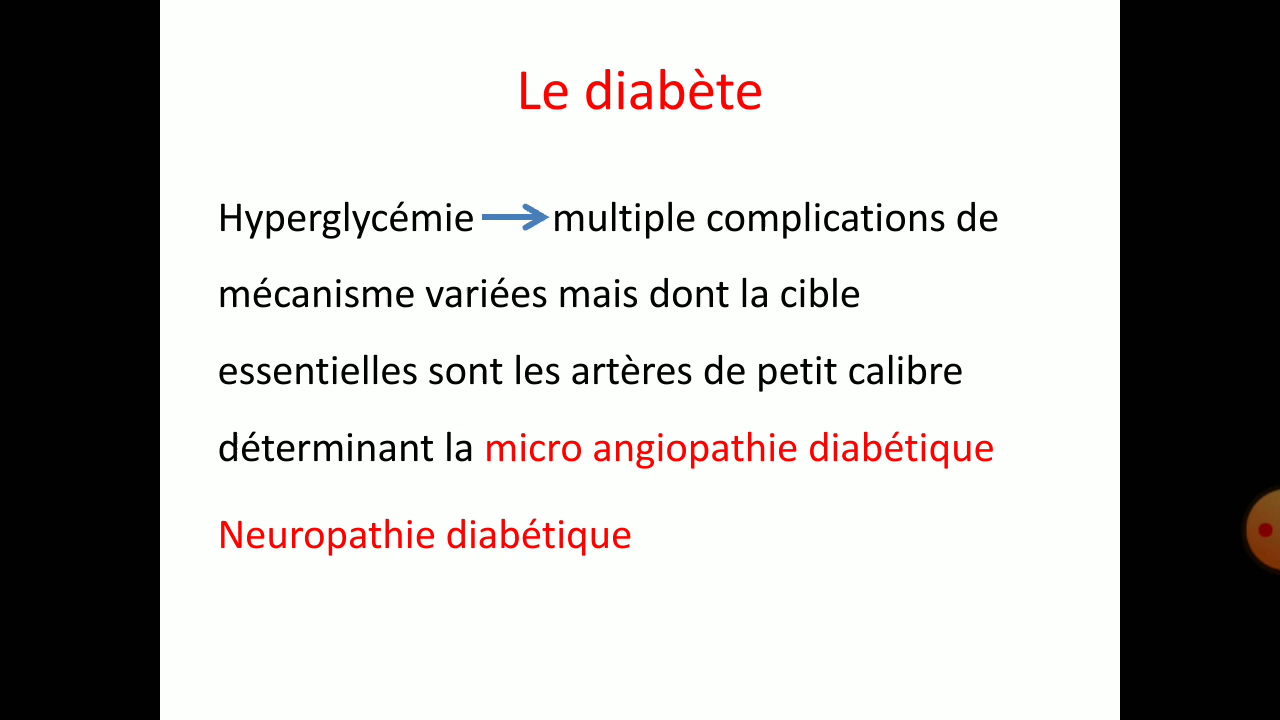 Le diabète
Hyperglycémie multiple complications de
mécanisme variées mais dont la cible
essentielles sont les artères de petit calibre
déterminant la micro angiopathie diabétique
Neuropathie diabétique